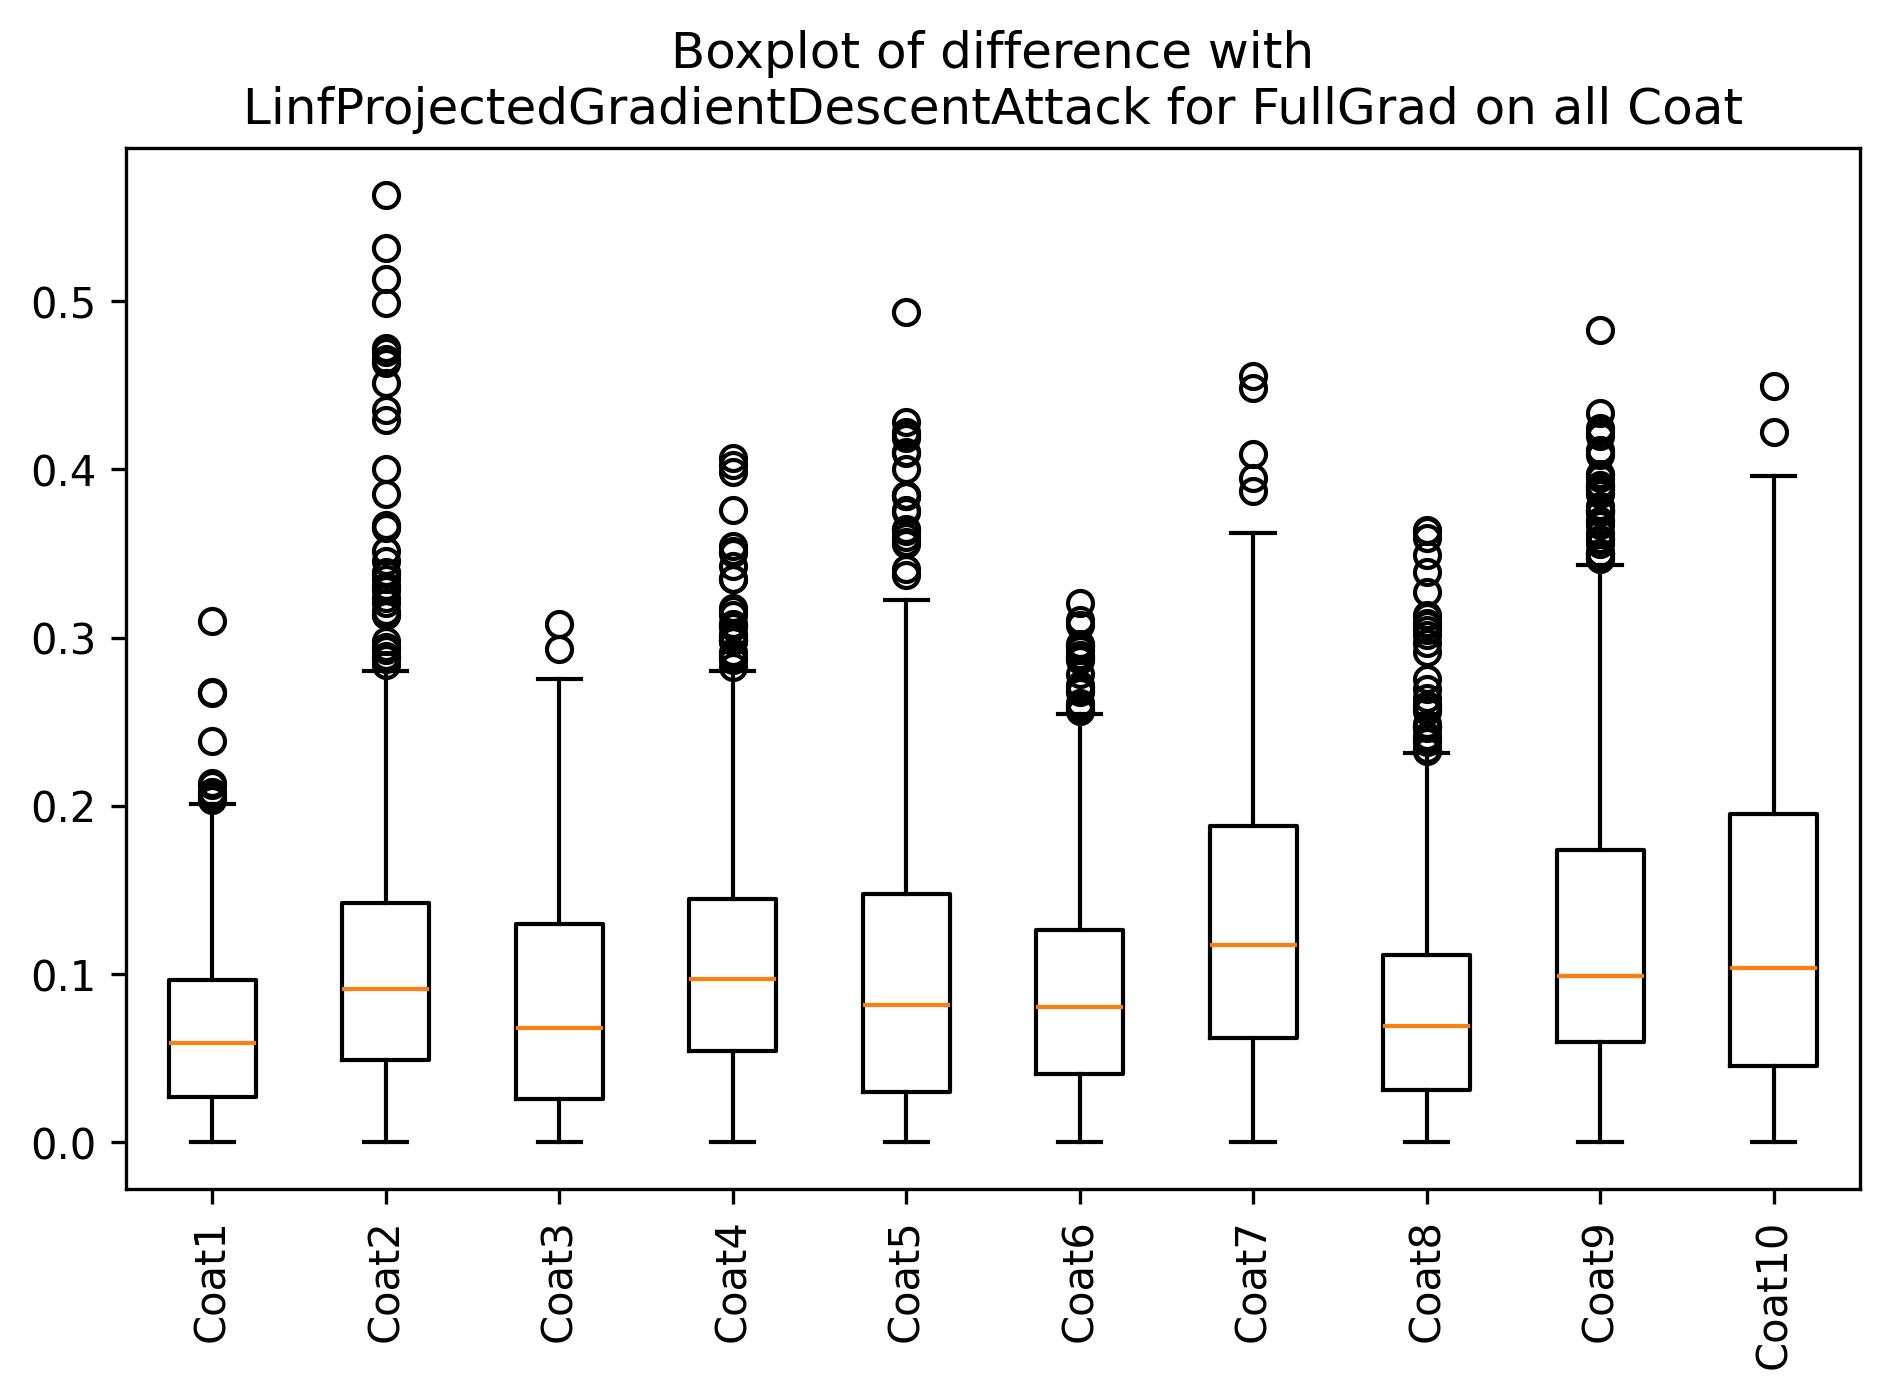 Boxplot of difference with
LinfProjectedGradientDescentAttack for FullGrad on all Coat
0.5
0.4
0.3
0.2
0.1
0.0
Coat1
Coat2
Coat3
Coat4
Coat5
Coat6
Coat7
Coat8
Coat9
Coat10